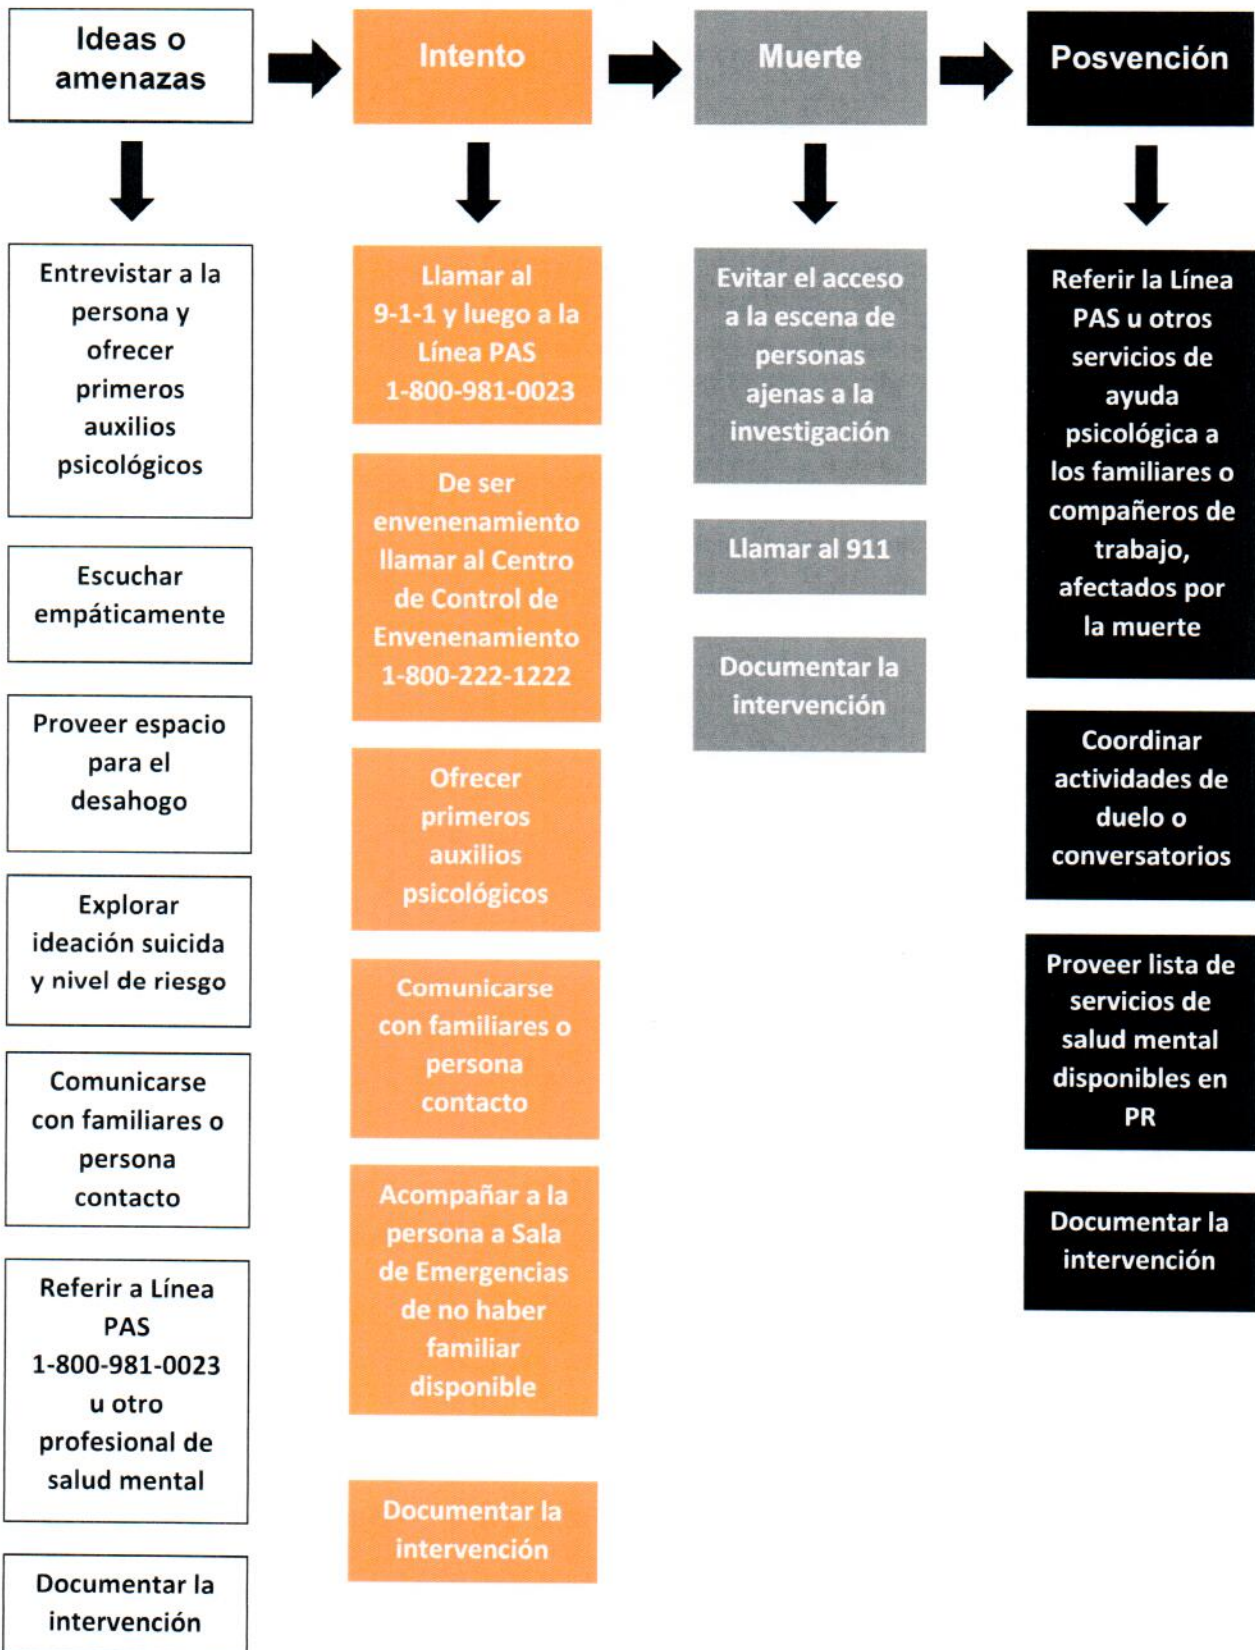 Ideas o
amenazas
Intento
Muerte
Posvención
Entrevistar a la
persona y
ofrecer
primeros
auxilios
psicológicos
Escuchar
empáticamente
Proveer espacio
para el
desahogo
Explorar
ideación suicida
y nivel de riesgo
Comunicarse
con familiares o
persona
contacto
Referir a Línea
PAS
1-800-981-0023
u otro
profesional de
salud mental
Documentar la
intervención
Llamar al
9-1-1 y luego a la
Línea PAS
1-800-981-0023
De ser
envenenamiento
llamar al Centro
de Control de
Envenenamiento
1-800-222-1222
Ofrecer
primeros
auxilios
psicológicos
Comunicarse
con familiares o
persona
contacto
Acompañar a la
persona a Sala
de Emergencias
de no haber
familiar
disponible
Documentar la
intervención
Evitar el acceso
a la escena de
personas
ajenas a la
investigación
Llamar al 911
Documentar la
intervención
Referir la Línea
PAS u otros
servicios de
ayuda
psicológica a
los familiares o
compañeros de
trabajo,
afectados por
la muerte
Coordinar
actividades de
duelo o
conversatorios
Proveer lista de
servicios de
salud mental
disponibles en
PR
Documentar la
intervención